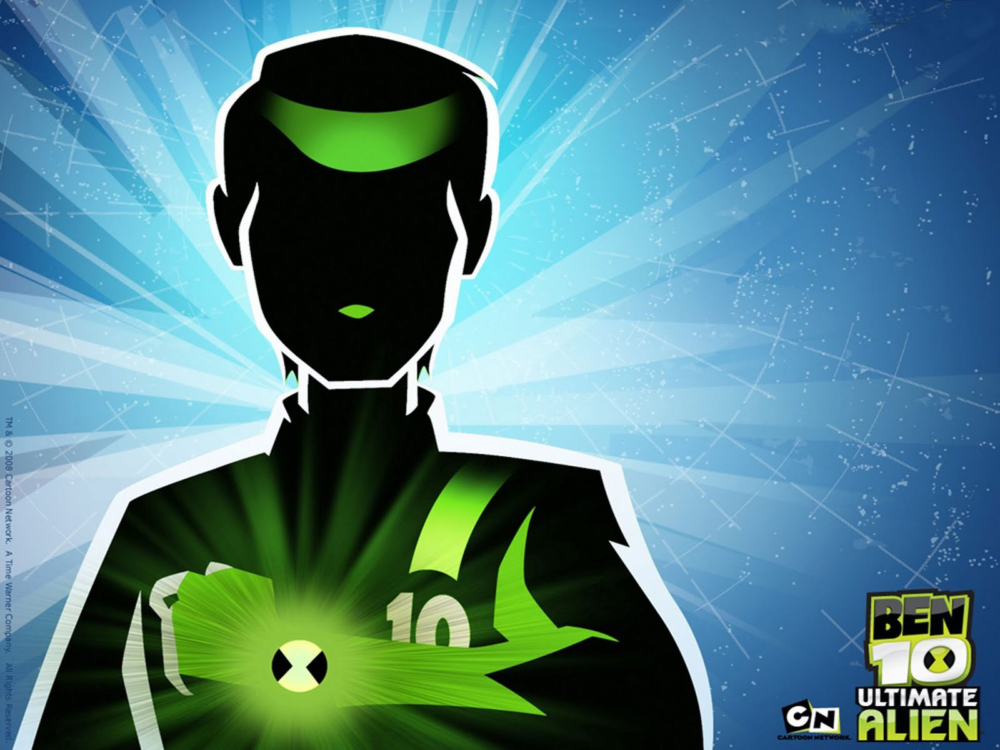 TM & © 2008 Cartoon Network. A Time Warner Company. All Rights Reserved.
10
BEN
10
ULTIMATE
ALIEN
CN
CARTOON NETWORK.